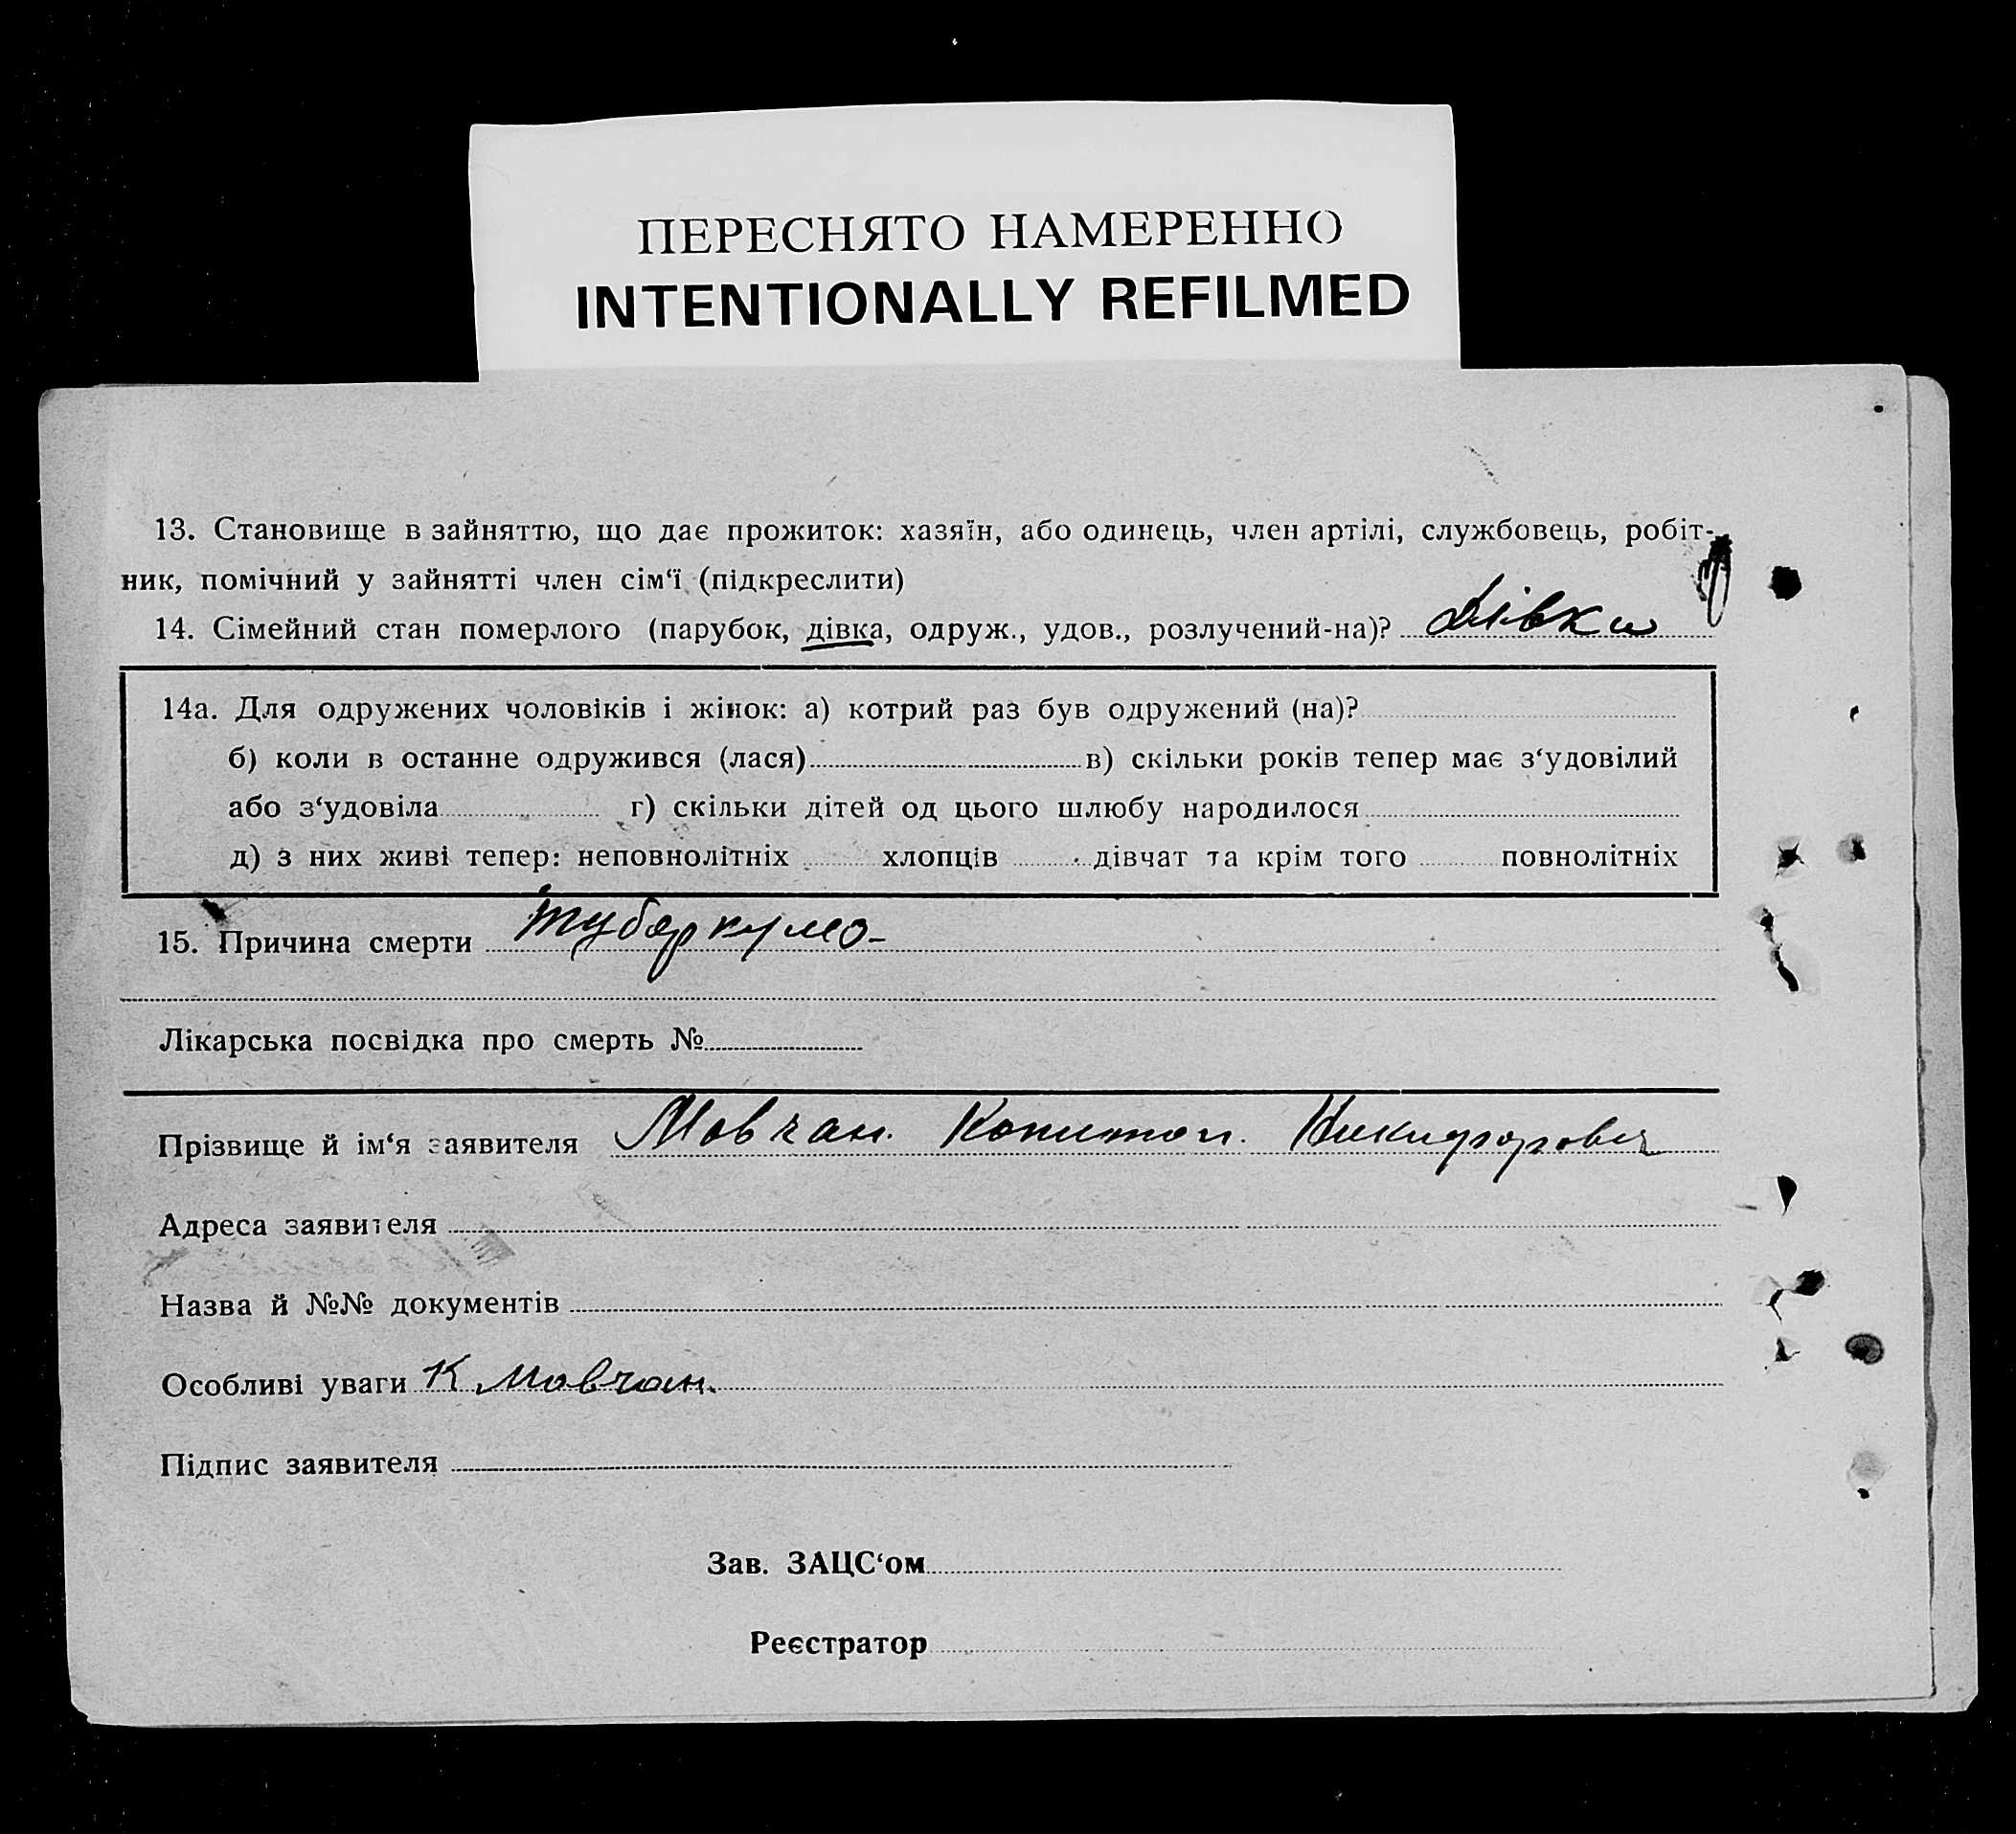 ПЕРЕСНЯТО НАМЕРЕННО
INTENTIONALLY REFILMED
13. Становище в зайняттю, що дає прожиток: хазяїн, або одинець, член артілі, службовець, робіт-
ник, помічний у зайнятті член сім‘ї (підкреслити)
14. Сімейний стан померлого (парубок, дівка, одруж., удов., розлучений-на)? дівка
14а. Для одружених чоловіків і жінок: а) котрий раз був одружений (на)?
б) коли в останне одружився (лася) в) скільки років тепер має з‘удовілий
або з‘удовіла г) скільки дітей од цього шлюбу народилося
д) з них живі тепер: неповнолітніх хлопців дівчат та крім того повнолітніх
15. Причина смерти
Лікарська посвідка про смерть №
Прізвище й ім‘я заявителя Мовчан. Капитон. Никифорович
Адреса заявителя
Назва й №№ документів
Особливі уваги К Мовчан.
Підпис заявителя
Зав. ЗАЦС‘ом
Реєстратор